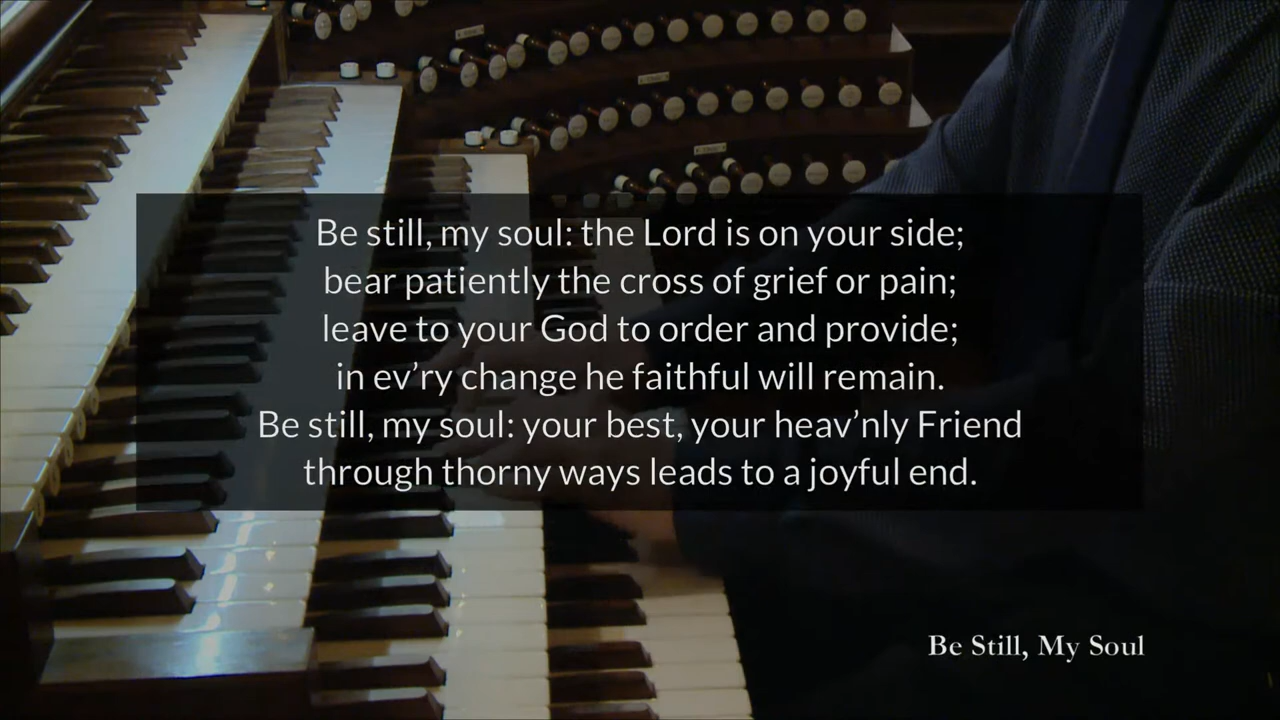 Be still, my soul: the Lord is on your side;
bear patiently the cross of grief or pain;
leave to your God to order and provide;
in ev’ry change he faithful will remain.
Be still, my soul: your best, your heav’nly Friend
through thorny ways leads to a joyful end.
Be Still, My Soul